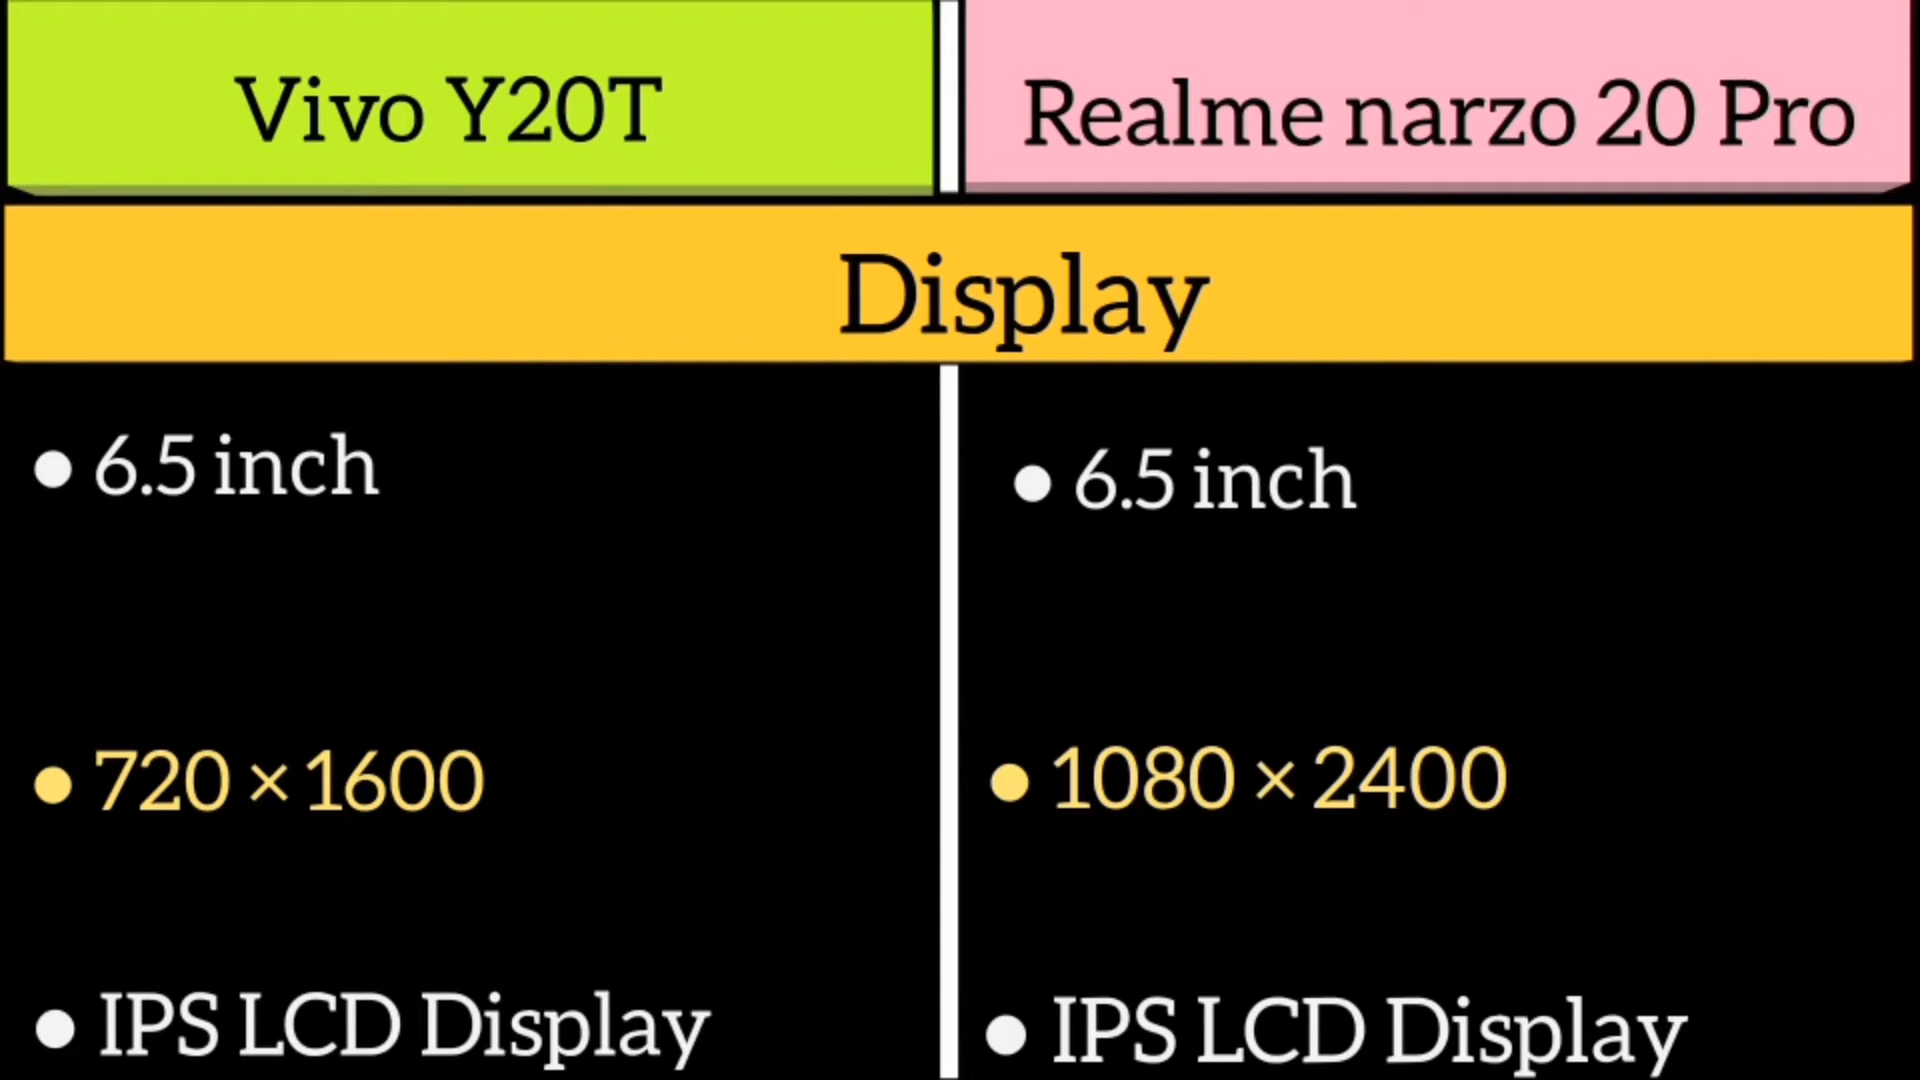 Vivo Y20T
Realme narzo 20 Pro
Display
• 6.5 inch
• 6.5 inch
• 720 × 1600
• 1080 × 2400
• IPS LCD Display
• IPS LCD Display